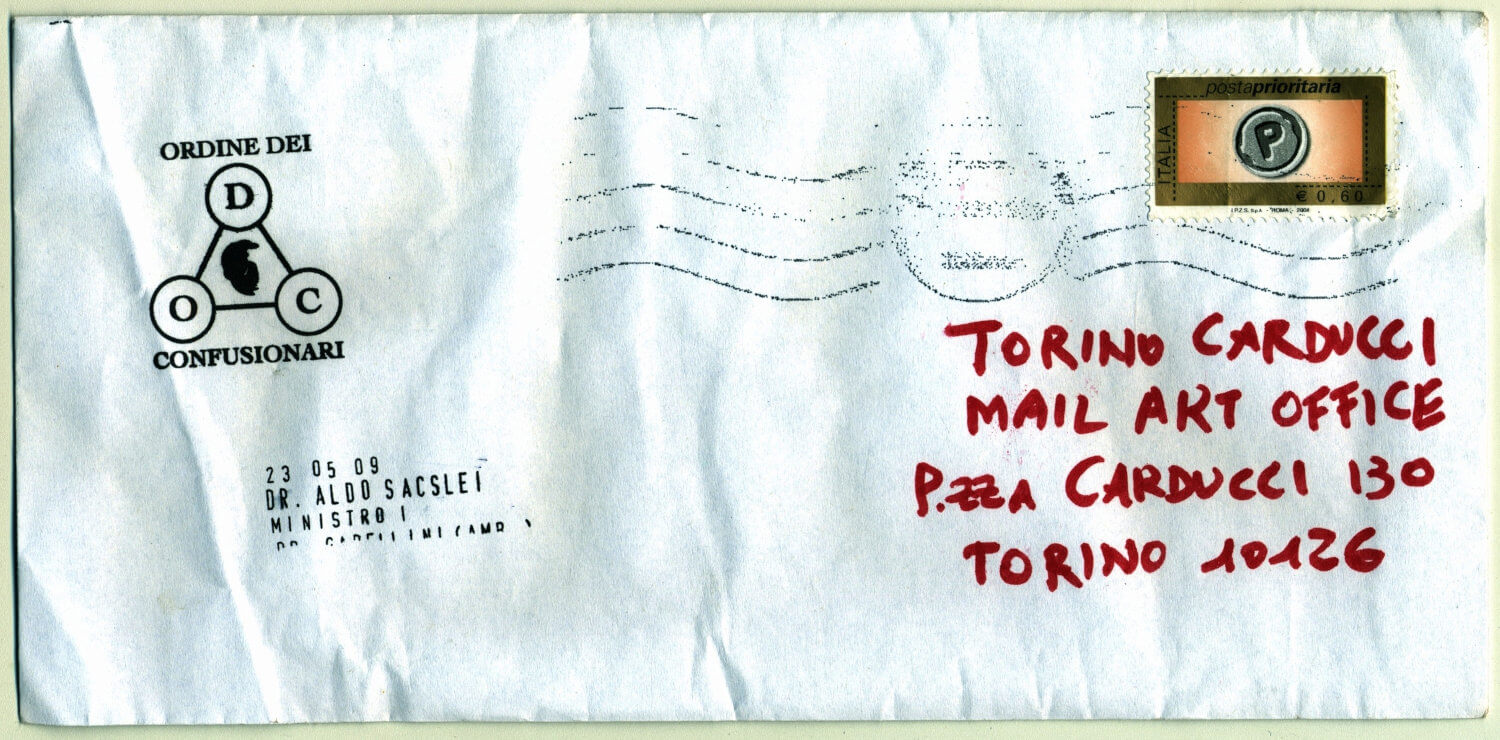 ORDINE DEI
D
O C
CONFUSIONARI
postaprioritaria
ITALIA
P
€ 0,60
I.P.Z.S. S.p.A. - ROMA - 2008
TORINO CARDUCCI
MAIL ART OFFICE
P.ZZA CARDUCCI 130
TORINO 10126
23 05 09
DR. ALDO SACSLEI
MINISTRO I